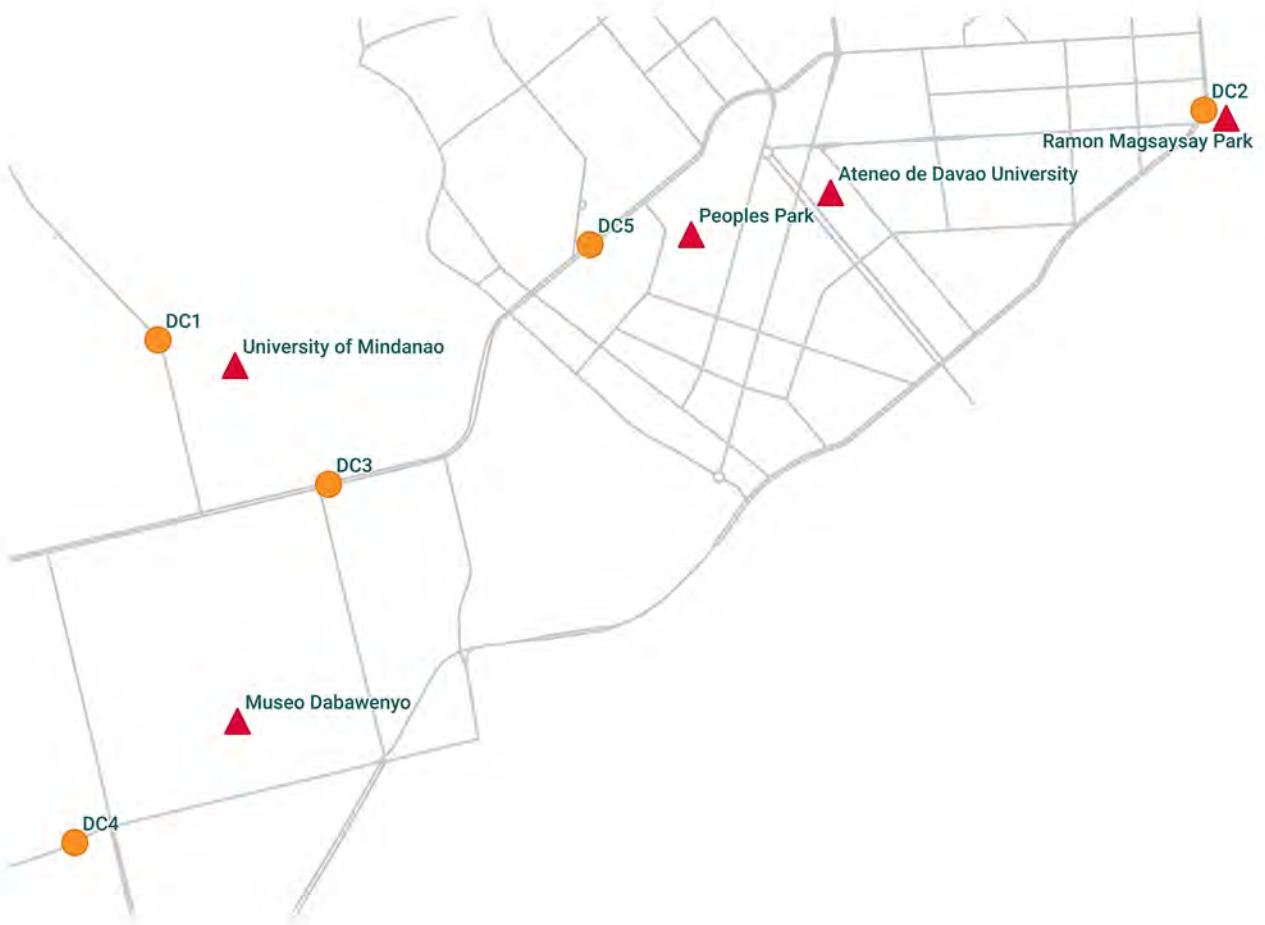 DC2
Ramon Magsaysay Park
Ateneo de Davao University
Peoples Park
DC5
DC1
University of Mindanao
DC3
Museo Dabawenyo
DC4